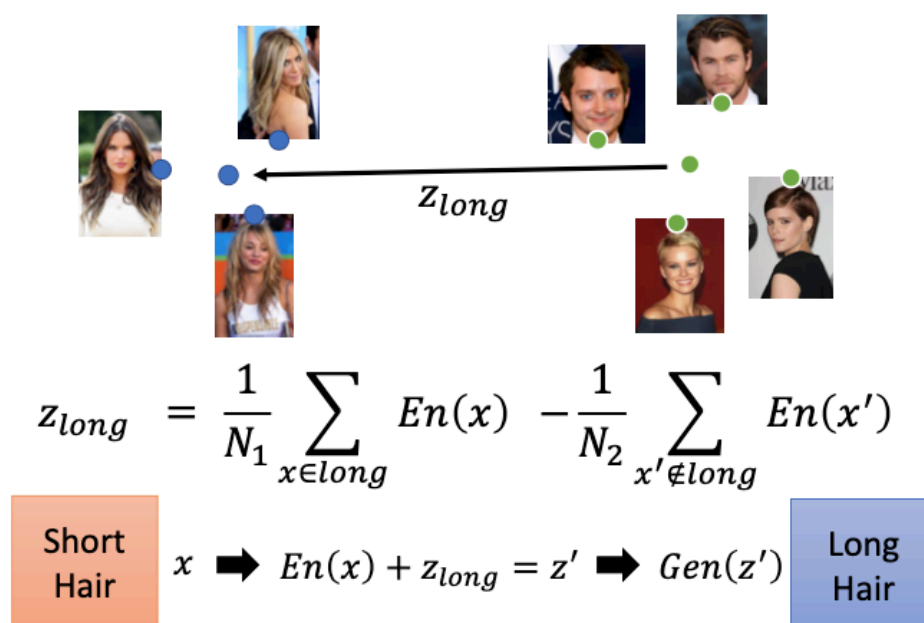 z_long
z_long = 1/N_1 ∑_{x∈long} En(x) − 1/N_2 ∑_{x′∉long} En(x′)
Short
Hair
x ➡ En(x) + z_long = z′ ➡ Gen(z′)
Long
Hair